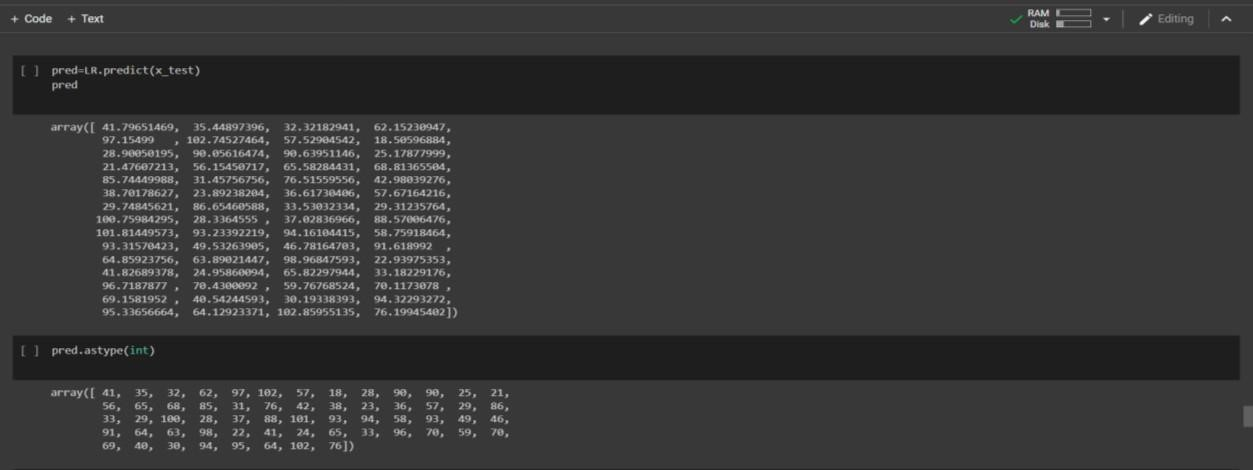 + Code + Text
RAM
Disk
Editing
[ ] pred=LR.predict(x_test)
pred
array([ 41.79651469, 35.44897396, 32.32182941, 62.15230947,
97.15499 , 102.74527464, 57.52904542, 18.50596884,
28.90050195, 90.05616474, 90.63951146, 25.17877999,
21.47607213, 56.15450717, 65.58284431, 68.81365504,
85.74449988, 31.45756756, 76.51559556, 42.98039276,
38.70178627, 23.89238204, 36.61730406, 57.67164216,
29.74845621, 86.65460588, 33.53032334, 29.31235764,
100.75984295, 28.3364555 , 37.02836966, 88.57006476,
101.81449573, 93.23392219, 94.16104415, 58.75918464,
93.31570423, 49.53263905, 46.78164703, 91.618992 ,
64.85923756, 63.89021447, 98.96847593, 22.93975353,
41.82689378, 24.95860094, 65.82297944, 33.18229176,
96.7187877 , 70.4300092 , 59.76768524, 70.1173078 ,
69.1581952 , 40.54244593, 30.19338393, 94.32293272,
95.33656664, 64.12923371, 102.85955135, 76.19945402])
[ ] pred.astype(int)
array([ 41, 35, 32, 62, 97, 102, 57, 18, 28, 90, 90, 25, 21,
56, 65, 68, 85, 31, 76, 42, 38, 23, 36, 57, 29, 86,
33, 29, 100, 28, 37, 88, 101, 93, 94, 58, 93, 49, 46,
91, 64, 63, 98, 22, 41, 24, 65, 33, 96, 70, 59, 70,
69, 40, 30, 94, 95, 64, 102, 76])